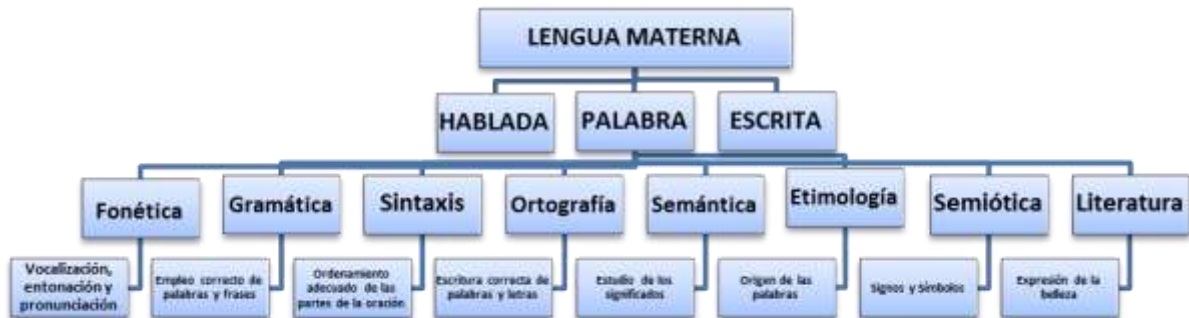 LENGUA MATERNA
HABLADA
PALABRA
ESCRITA
Fonética
Gramática
Sintaxis
Ortografía
Semántica
Etimología
Semiótica
Literatura
Vocalización,
entonación y
pronunciación
Empleo correcto de
palabras y frases
Ordenamiento
adecuado de las
partes de la oración
Escritura correcta de
palabras y letras
Estudio de los
significados
Origen de las
palabras
Signos y Símbolos
Expresión de la
belleza